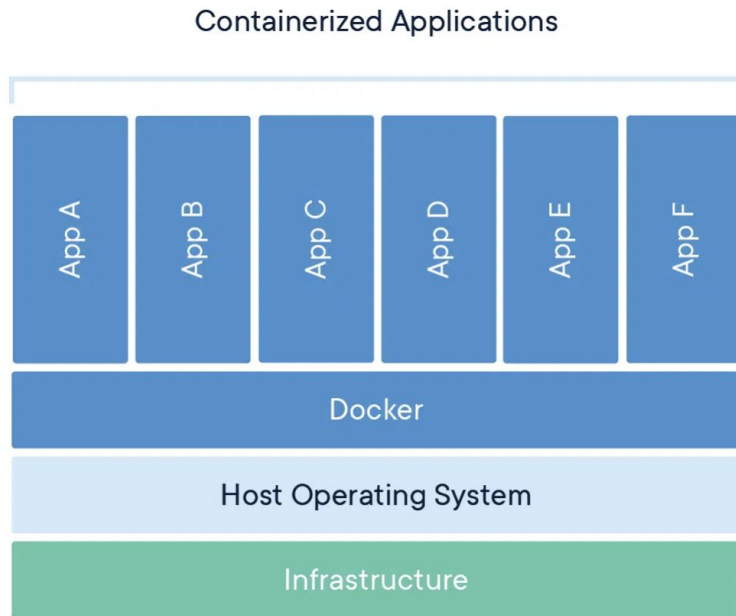 Containerized Applications
App A
App B
App C
App D
App E
App F
Docker
Host Operating System
Infrastructure